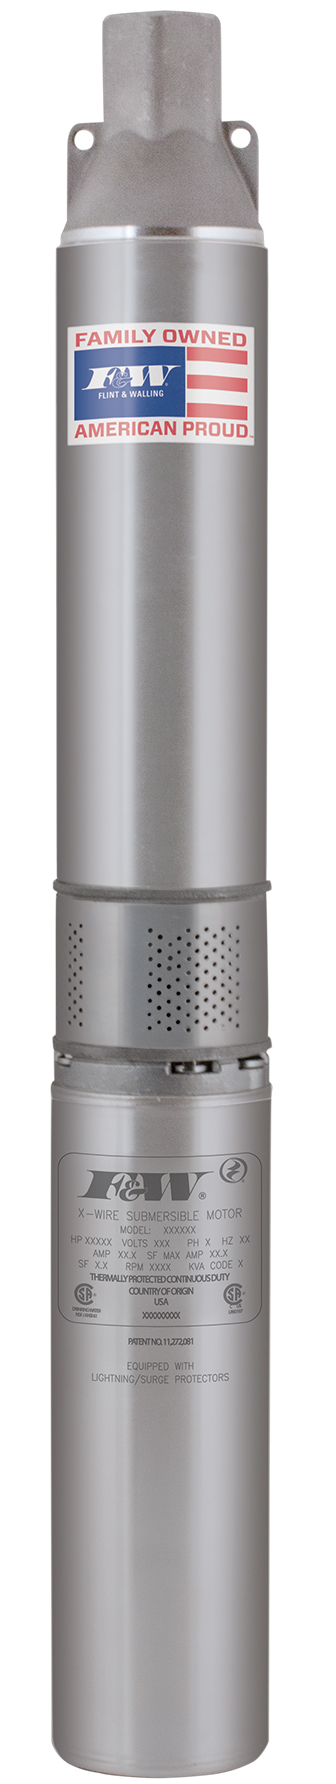 FAMILY OWNED
F&W®
FLINT & WALLING
AMERICAN PROUD™
F&W®
X-WIRE SUBMERSIBLE MOTOR
MODEL: XXXXXX
HP XXXXX VOLTS XXX PH X HZ XX
AMP XX.X SF MAX AMP XX.X
SF X.X RPM XXXX KVA CODE X
THERMALLY PROTECTED CONTINUOUS DUTY
COUNTRY OF ORIGIN
USA
XXXXXXXXX
PATENT NO. 11,272,081
EQUIPPED WITH
LIGHTNING/SURGE PROTECTORS